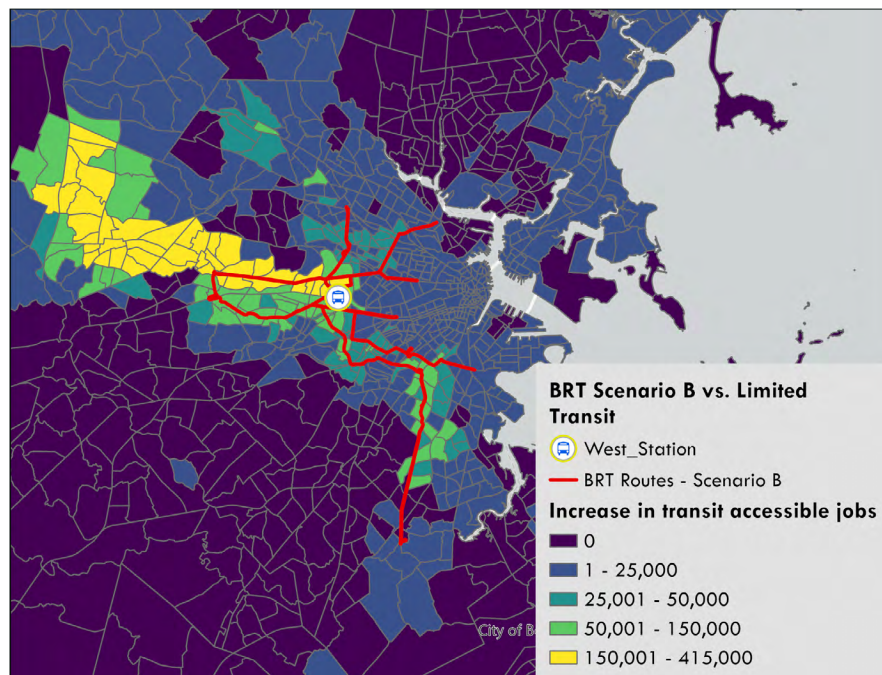 BRT Scenario B vs. Limited
Transit
West_Station
BRT Routes - Scenario B
Increase in transit accessible jobs
0
1 - 25,000
25,001 - 50,000
50,001 - 150,000
150,001 - 415,000
City of B